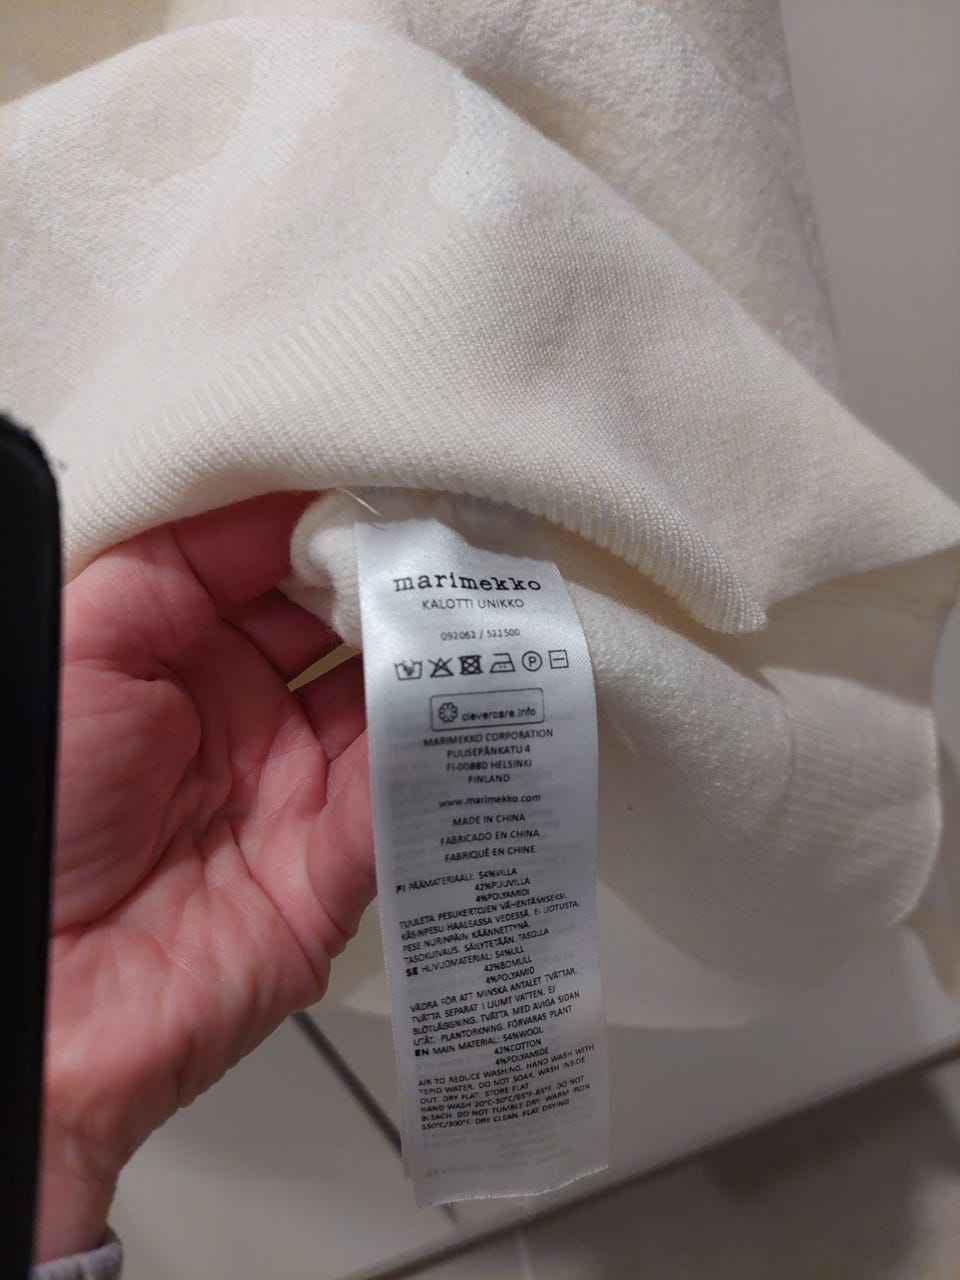 marimekko
KALOTTI UNIKKO
092062 / 522500
clevercare.info
MARIMEKKO CORPORATION
PUUSEPÄNKATU 4
FI-00880 HELSINKI
FINLAND
www.marimekko.com
MADE IN CHINA
FABRICADO EN CHINA
FABRIQUÉ EN CHINE
FI PÄÄMATERIAALI: 54%VILLA
42%PUUVILLA
4%POLYAMIDI
TUULETA PESUKERTOJEN VÄHENTÄMISEKSI.
KÄSINPESU HAALEASSA VEDESSÄ. EI LIOTUSTA.
PESE NURINPÄIN KÄÄNNETTYNÄ.
TASOKUIVAUS. SÄILYTETÄÄN TASOLLA
SE HUVUDMATERIAL: 54%ULL
42%BOMULL
4%POLYAMID
VÄDRA FÖR ATT MINSKA ANTALET TVÄTTAR.
TVÄTTA SEPARAT I LJUMT VATTEN. EJ
BLÖTLÄGGNING. TVÄTTA MED AVIGA SIDAN
UTÅT. PLANTORKNING. FÖRVARAS PLANT
EN MAIN MATERIAL: 54%WOOL
42%COTTON
4%POLYAMIDE
AIR TO REDUCE WASHING. HAND WASH WITH
TEPID WATER. DO NOT SOAK. WASH INSIDE
OUT. DRY FLAT. STORE FLAT
HAND WASH 20°C-30°C/65°F-85°F. DO NOT
BLEACH. DO NOT TUMBLE DRY. WARM IRON
150°C/300°F. DRY CLEAN. FLAT DRYING